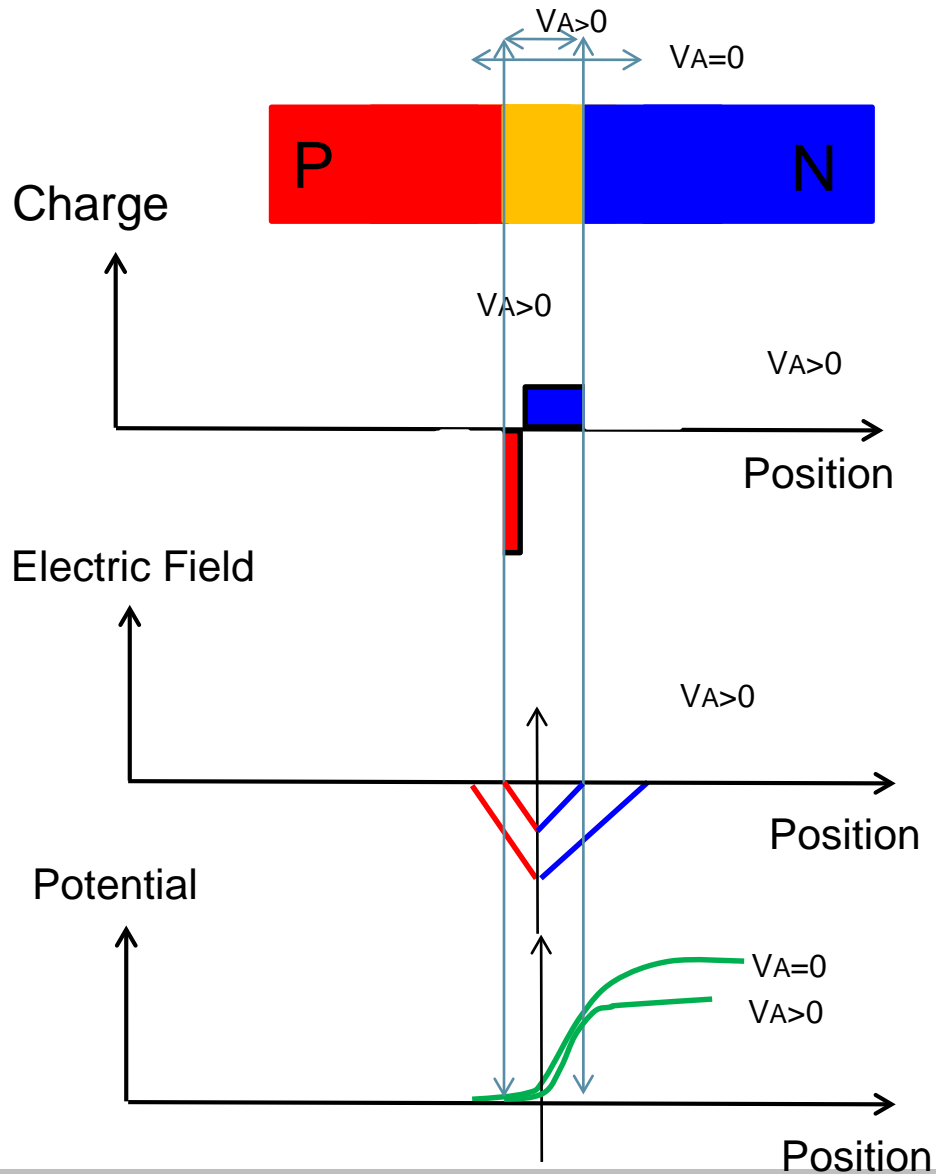 VA>0
VA=0
P
N
Charge
VA>0
VA>0
Position
Electric Field
VA>0
Position
Potential
VA=0
VA>0
Position